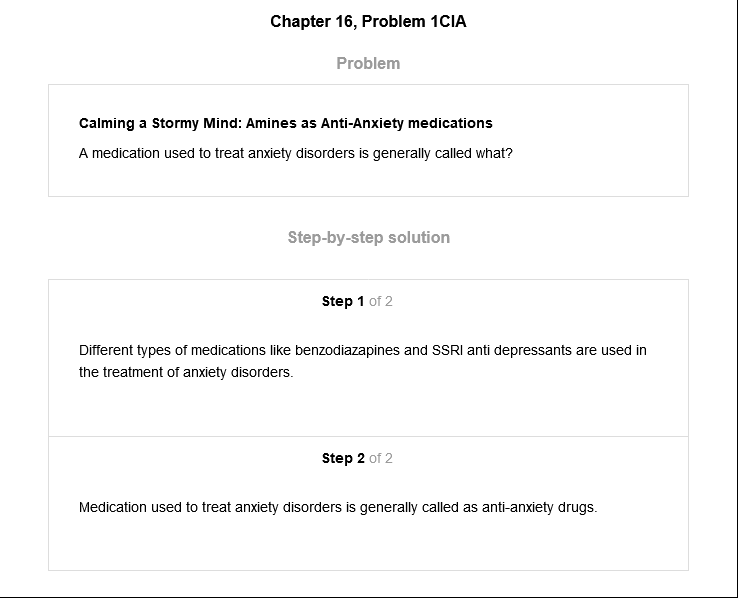 Chapter 16, Problem 1CIA
Problem
Calming a Stormy Mind: Amines as Anti-Anxiety medications
A medication used to treat anxiety disorders is generally called what?
Step-by-step solution
Step 1 of 2
Different types of medications like benzodiazapines and SSRI anti depressants are used in
the treatment of anxiety disorders.
Step 2 of 2
Medication used to treat anxiety disorders is generally called as anti-anxiety drugs.